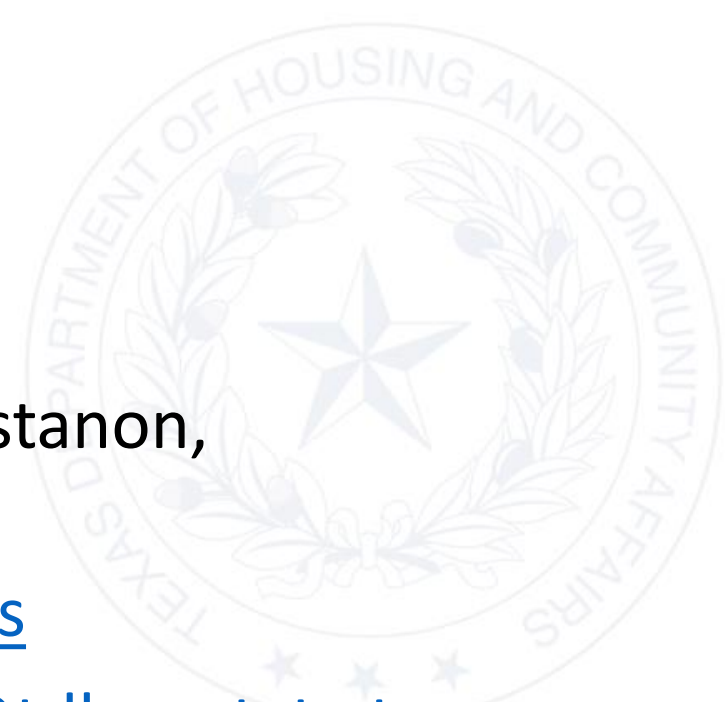 DEPARTMENT OF HOUSING AND COMMUNITY AFFAIRS
TEXAS
stanon,
s